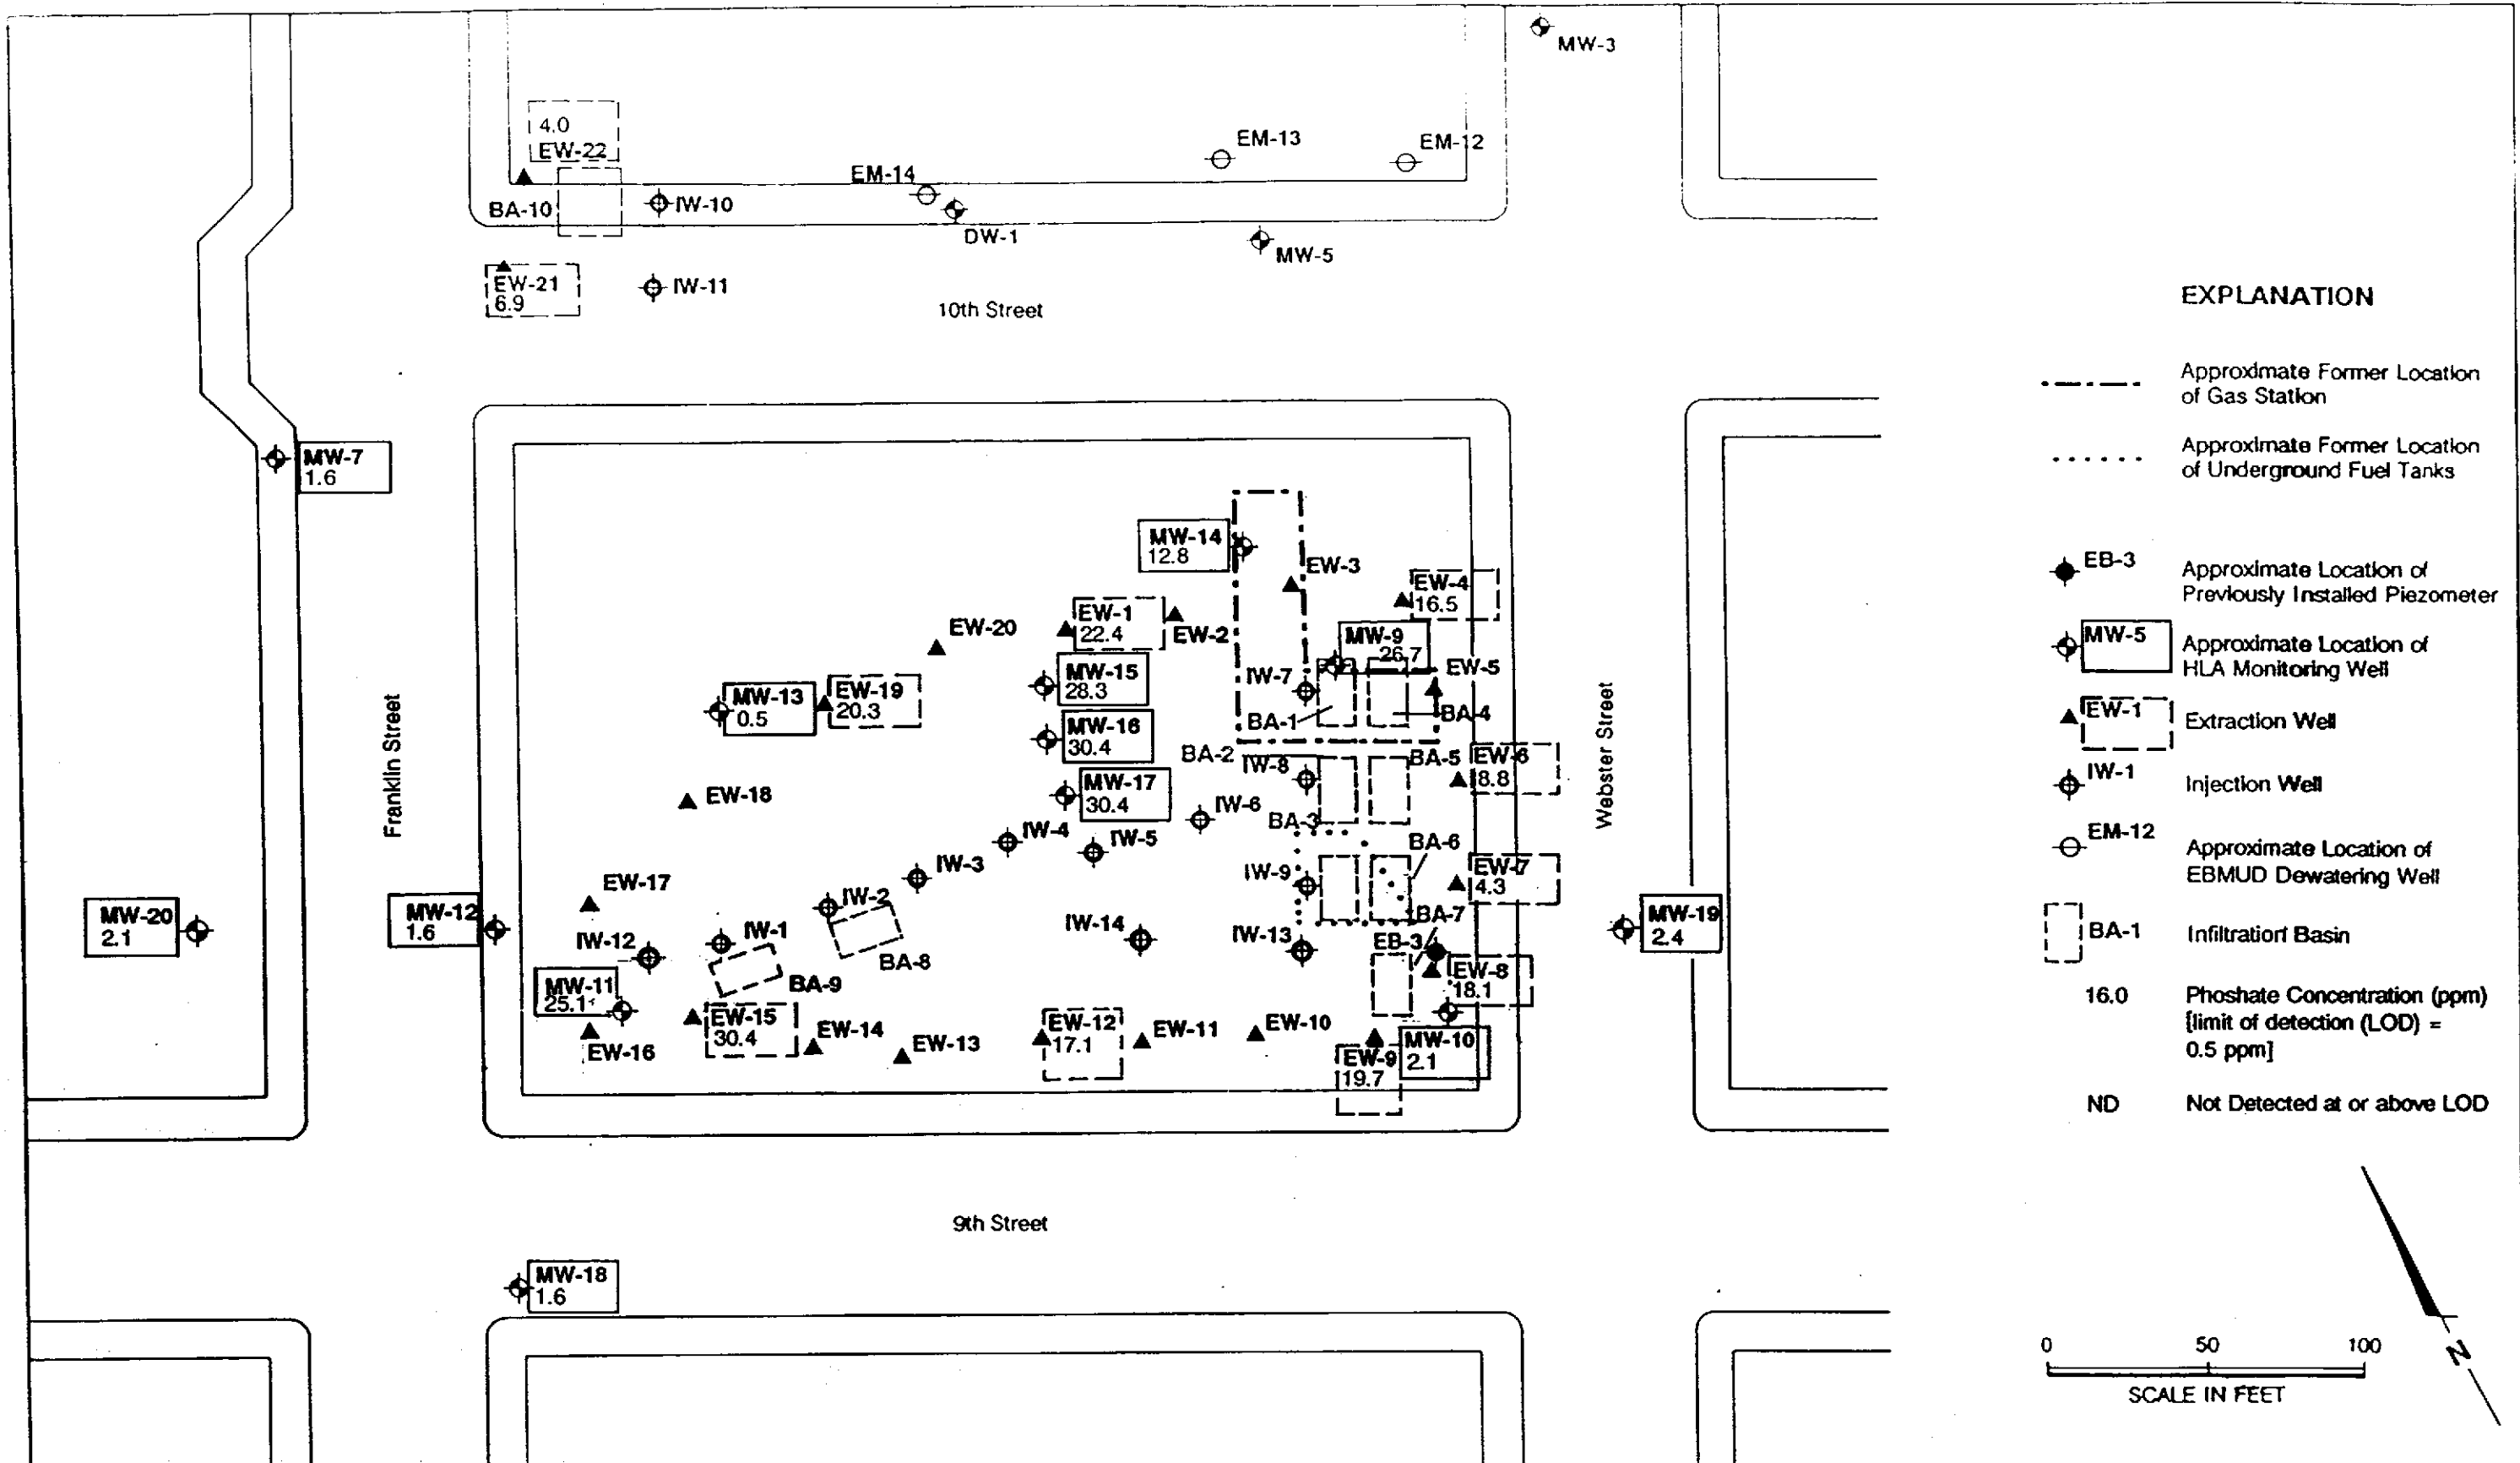 MW-3
4.0
EW-22
EM-13
EM-12
EM-14
BA-10
IW-10
DW-1
MW-5
EW-21
6.9
IW-11
10th Street
MW-7
1.6
MW-14
12.8
EW-3
EW-4
16.5
EW-1
22.4
EW-2
EW-20
MW-9
26.7
MW-15
28.3
IW-7
EW-5
MW-13
0.5
EW-19
20.3
BA-1
BA-4
MW-16
30.4
BA-2
BA-5
EW-6
8.8
IW-8
MW-17
30.4
EW-18
IW-6
BA-3
IW-4
IW-5
BA-6
Franklin Street
Webster Street
IW-3
IW-9
EW-7
4.3
EW-17
IW-2
MW-20
2.1
MW-12
1.6
BA-7
MW-19
2.4
IW-12
IW-1
IW-14
IW-13
EB-3
BA-8
EW-8
18.1
MW-11
25.1
BA-9
EW-15
30.4
EW-14
EW-13
EW-12
17.1
EW-11
EW-10
EW-16
EW-9
19.7
MW-10
2.1
9th Street
MW-18
1.6
EXPLANATION
Approximate Former Location
of Gas Station
Approximate Former Location
of Underground Fuel Tanks
EB-3
Approximate Location of
Previously Installed Piezometer
MW-5
Approximate Location of
HLA Monitoring Well
EW-1
Extraction Well
IW-1
Injection Well
EM-12
Approximate Location of
EBMUD Dewatering Well
BA-1
Infiltration Basin
16.0
Phoshate Concentration (ppm)
[limit of detection (LOD) =
0.5 ppm]
ND
Not Detected at or above LOD
N
0 50 100
SCALE IN FEET